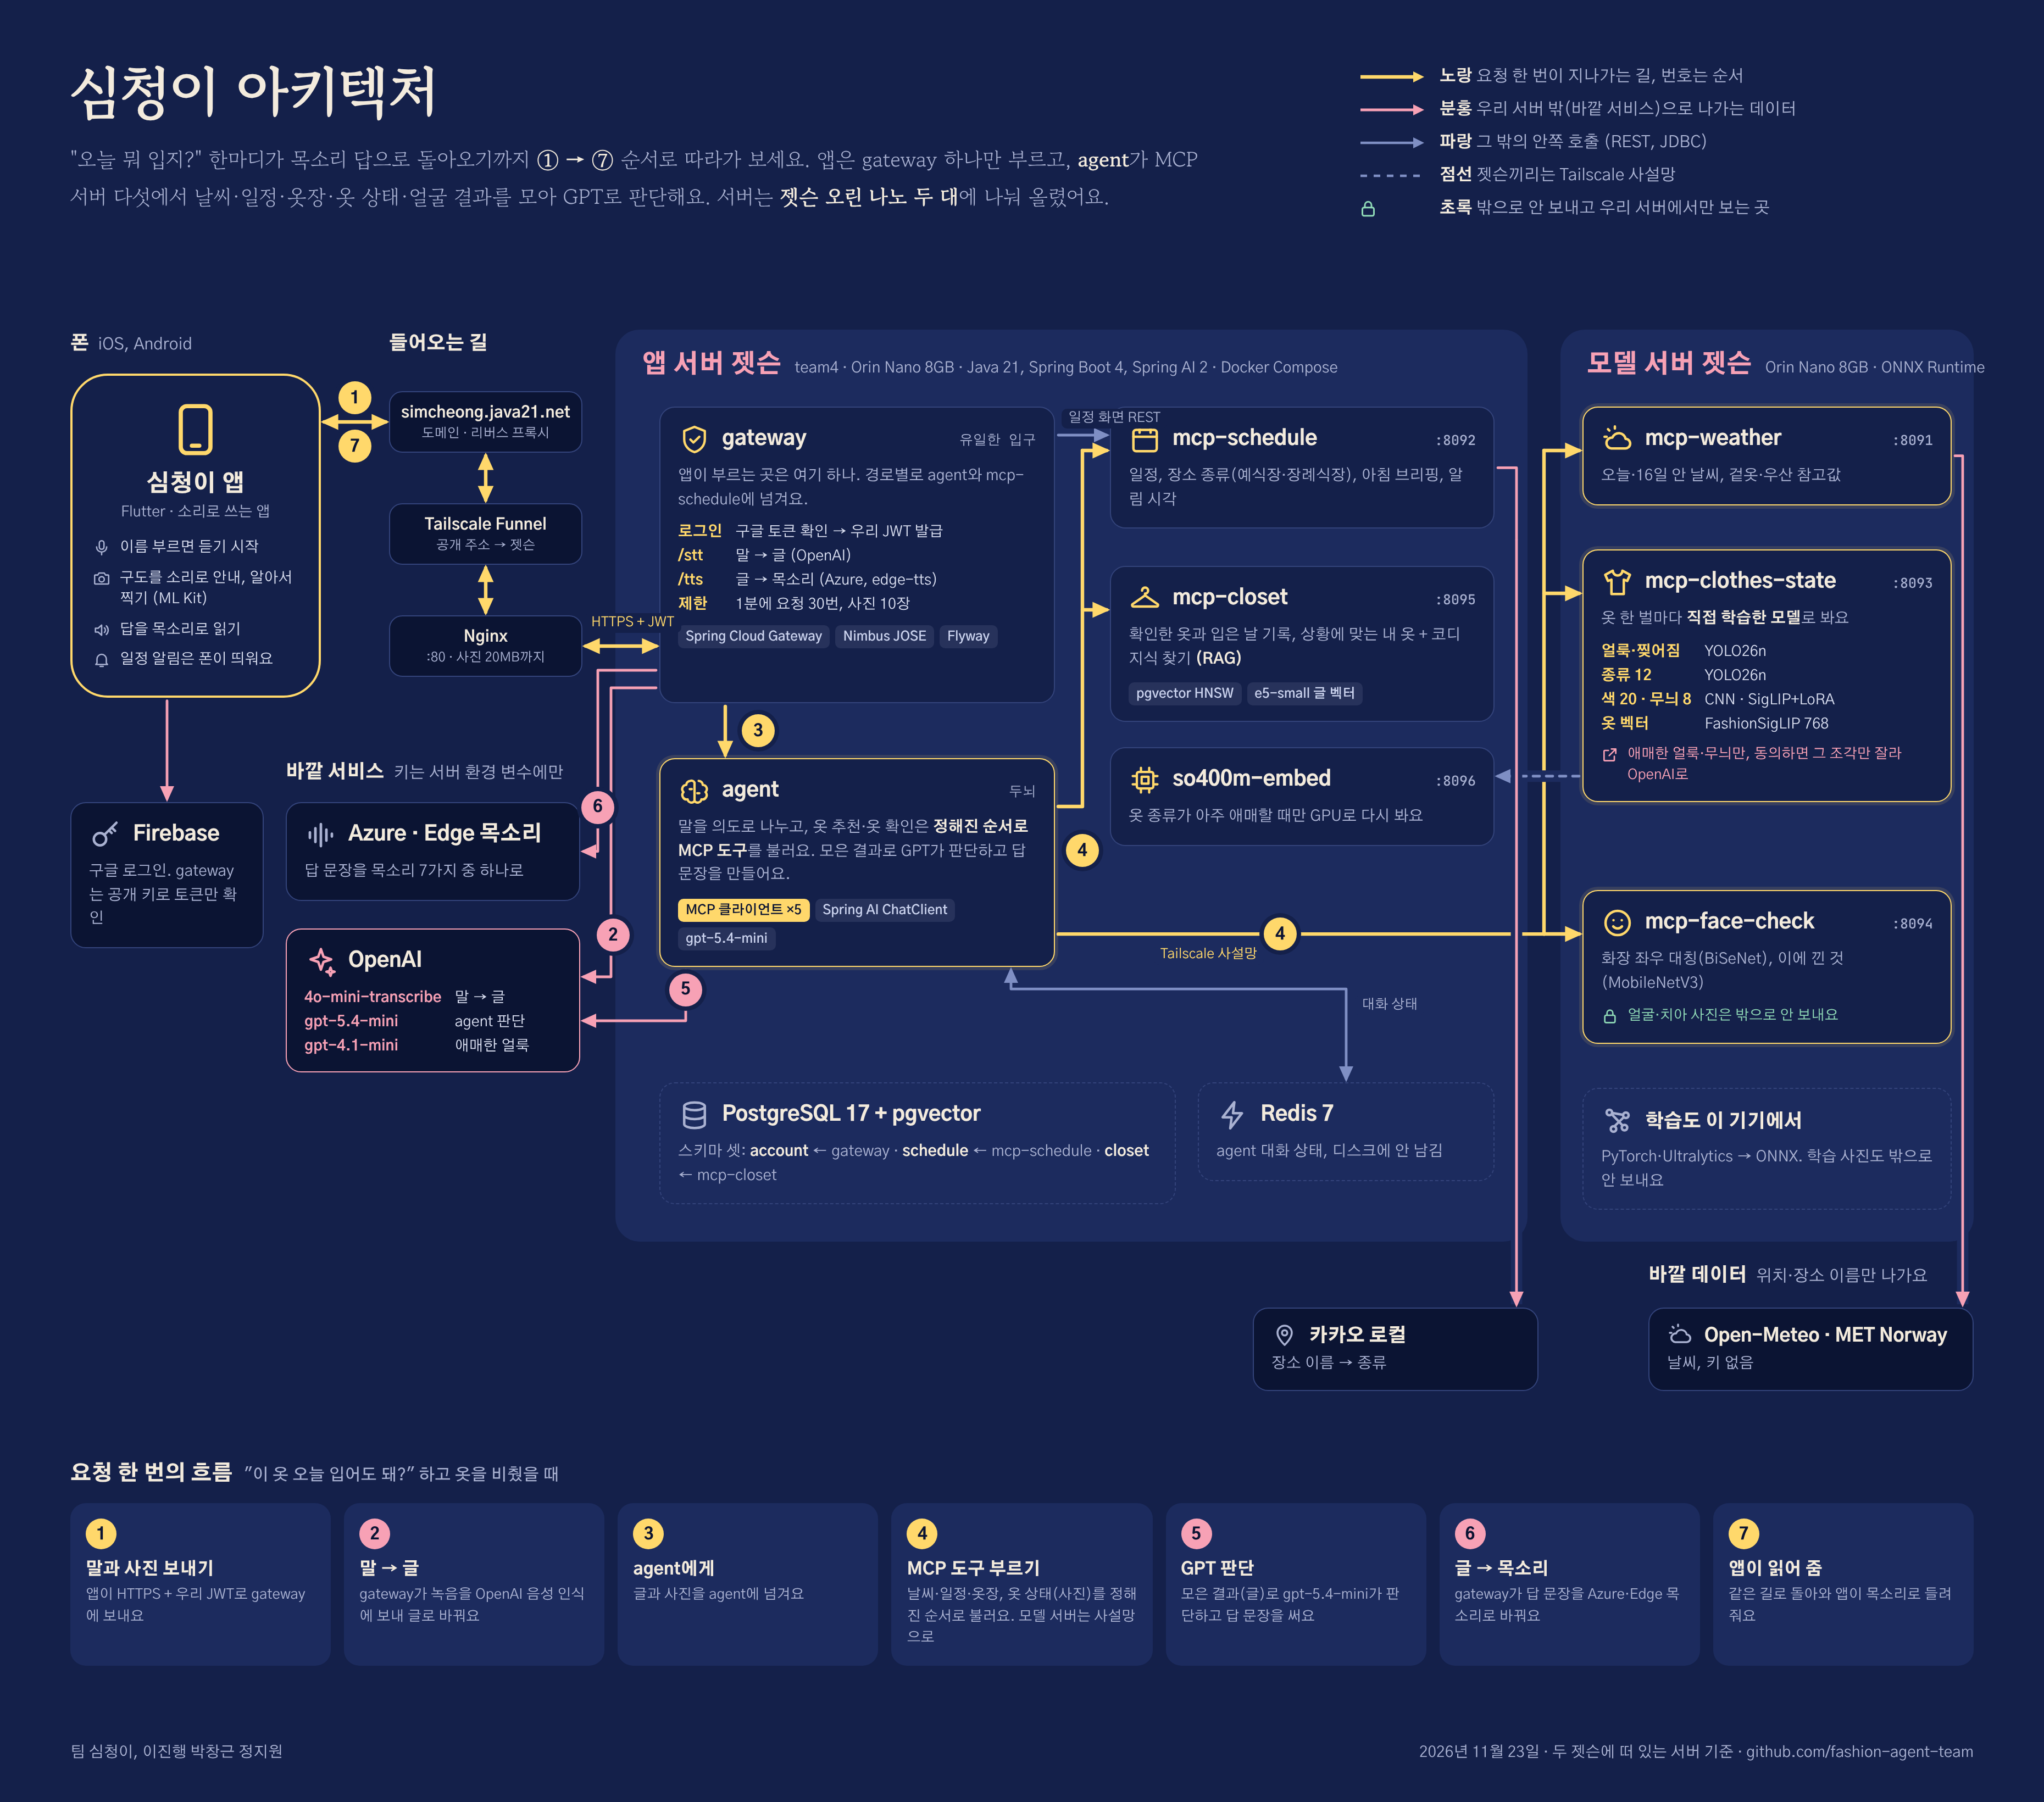 심청이 아키텍처
"오늘 뭐 입지?" 한마디가 목소리 답으로 돌아오기까지 ① → ⑦ 순서로 따라가 보세요. 앱은 gateway 하나만 부르고, agent가 MCP
서버 다섯에서 날씨·일정·옷장·옷 상태·얼굴 결과를 모아 GPT로 판단해요. 서버는 젯슨 오린 나노 두 대에 나눠 올렸어요.
노랑 요청 한 번이 지나가는 길, 번호는 순서
분홍 우리 서버 밖(바깥 서비스)으로 나가는 데이터
파랑 그 밖의 안쪽 호출 (REST, JDBC)
점선 젯슨끼리는 Tailscale 사설망
초록 밖으로 안 보내고 우리 서버에서만 보는 곳
폰 iOS, Android
심청이 앱
Flutter · 소리로 쓰는 앱
이름 부르면 듣기 시작
구도를 소리로 안내, 알아서
찍기 (ML Kit)
답을 목소리로 읽기
일정 알림은 폰이 띄워요
1
7
들어오는 길
simcheong.java21.net
도메인 · 리버스 프록시
Tailscale Funnel
공개 주소 → 젯슨
Nginx
:80 · 사진 20MB까지
HTTPS + JWT
바깥 서비스 키는 서버 환경 변수에만
Firebase
구글 로그인. gateway
는 공개 키로 토큰만 확
인
Azure · Edge 목소리
답 문장을 목소리 7가지 중 하나로
6
OpenAI
4o-mini-transcribe 말 → 글
gpt-5.4-mini agent 판단
gpt-4.1-mini 애매한 얼룩
2
5
앱 서버 젯슨 team4 · Orin Nano 8GB · Java 21, Spring Boot 4, Spring AI 2 · Docker Compose
gateway 유일한 입구
앱이 부르는 곳은 여기 하나. 경로별로 agent와 mcp-
schedule에 넘겨요.
로그인 구글 토큰 확인 → 우리 JWT 발급
/stt 말 → 글 (OpenAI)
/tts 글 → 목소리 (Azure, edge-tts)
제한 1분에 요청 30번, 사진 10장
Spring Cloud Gateway Nimbus JOSE Flyway
3
agent 두뇌
말을 의도로 나누고, 옷 추천·옷 확인은 정해진 순서로
MCP 도구를 불러요. 모은 결과로 GPT가 판단하고 답
문장을 만들어요.
MCP 클라이언트 ×5 Spring AI ChatClient
gpt-5.4-mini
일정 화면 REST
mcp-schedule :8092
일정, 장소 종류(예식장·장례식장), 아침 브리핑, 알
림 시각
mcp-closet :8095
확인한 옷과 입은 날 기록, 상황에 맞는 내 옷 + 코디
지식 찾기 (RAG)
pgvector HNSW e5-small 글 벡터
so400m-embed :8096
옷 종류가 아주 애매할 때만 GPU로 다시 봐요
4
4
Tailscale 사설망
대화 상태
PostgreSQL 17 + pgvector
스키마 셋: account ← gateway · schedule ← mcp-schedule · closet
← mcp-closet
Redis 7
agent 대화 상태, 디스크에 안 남김
모델 서버 젯슨 Orin Nano 8GB · ONNX Runtime
mcp-weather :8091
오늘·16일 안 날씨, 겉옷·우산 참고값
mcp-clothes-state :8093
옷 한 벌마다 직접 학습한 모델로 봐요
얼룩·찢어짐 YOLO26n
종류 12 YOLO26n
색 20 · 무늬 8 CNN · SigLIP+LoRA
옷 벡터 FashionSigLIP 768
애매한 얼룩·무늬만, 동의하면 그 조각만 잘라
OpenAI로
mcp-face-check :8094
화장 좌우 대칭(BiSeNet), 이에 낀 것
(MobileNetV3)
얼굴·치아 사진은 밖으로 안 보내요
학습도 이 기기에서
PyTorch·Ultralytics → ONNX. 학습 사진도 밖으로
안 보내요
바깥 데이터 위치·장소 이름만 나가요
카카오 로컬
장소 이름 → 종류
Open-Meteo · MET Norway
날씨, 키 없음
요청 한 번의 흐름 "이 옷 오늘 입어도 돼?" 하고 옷을 비췄을 때
1
말과 사진 보내기
앱이 HTTPS + 우리 JWT로 gateway
에 보내요
2
말 → 글
gateway가 녹음을 OpenAI 음성 인식
에 보내 글로 바꿔요
3
agent에게
글과 사진을 agent에 넘겨요
4
MCP 도구 부르기
날씨·일정·옷장, 옷 상태(사진)를 정해
진 순서로 불러요. 모델 서버는 사설망
으로
5
GPT 판단
모은 결과(글)로 gpt-5.4-mini가 판
단하고 답 문장을 써요
6
글 → 목소리
gateway가 답 문장을 Azure·Edge 목
소리로 바꿔요
7
앱이 읽어 줌
같은 길로 돌아와 앱이 목소리로 들려
줘요
팀 심청이, 이진행 박창근 정지원
2026년 11월 23일 · 두 젯슨에 떠 있는 서버 기준 · github.com/fashion-agent-team